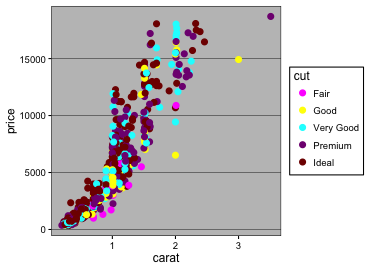 15000
10000
5000
0
price
1
2
3
carat
cut
Fair
Good
Very Good
Premium
Ideal